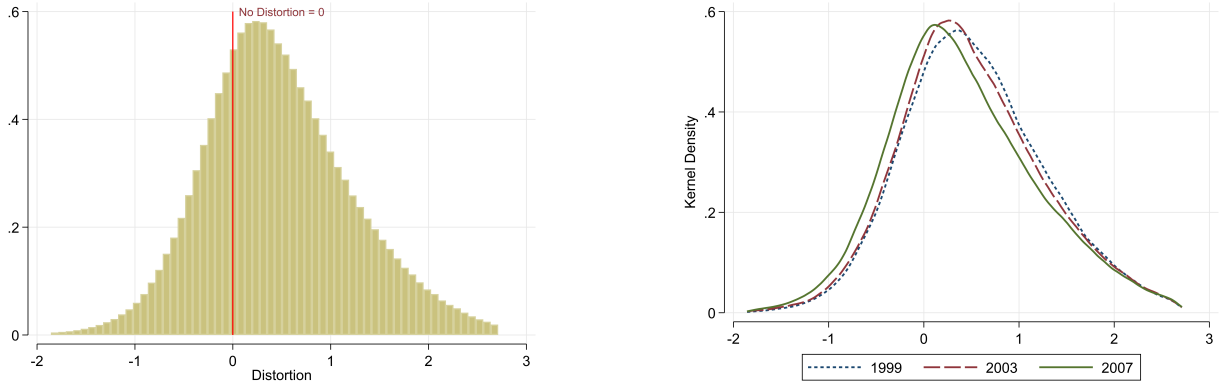 No Distortion = 0
.6
.4
.2
0
-2 -1 0 1 2 3
Distortion
Kernel Density
.6
.4
.2
0
-2 -1 0 1 2 3
1999 2003 2007